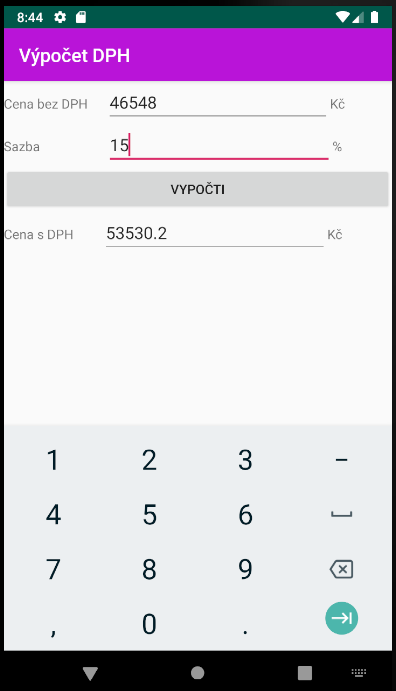 8:44
Výpočet DPH
Cena bez DPH 46548 Kč
Sazba 15 %
VYPOČTI
Cena s DPH 53530.2 Kč
1 2 3 -
4 5 6
7 8 9
, 0 .